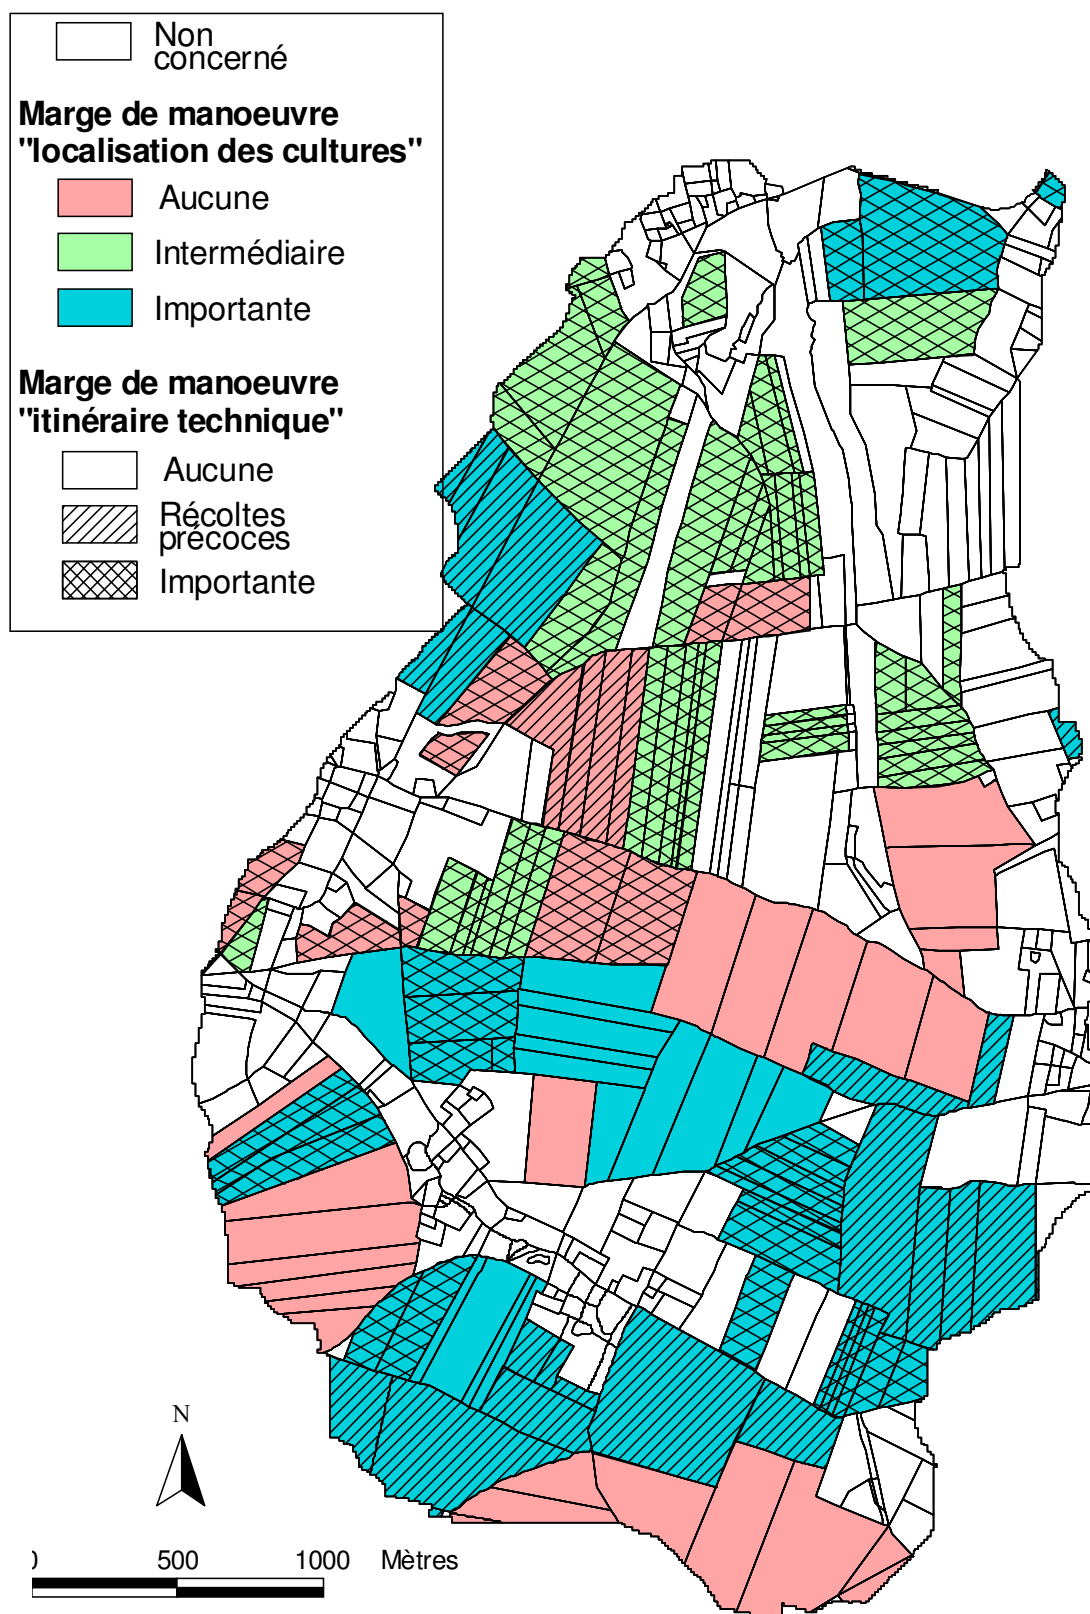 Non
concerné
Marge de manoeuvre
"localisation des cultures"
Aucune
Intermédiaire
Importante
Marge de manoeuvre
"itinéraire technique"
Aucune
Récoltes
précoces
Importante
N
0 500 1000 Mètres